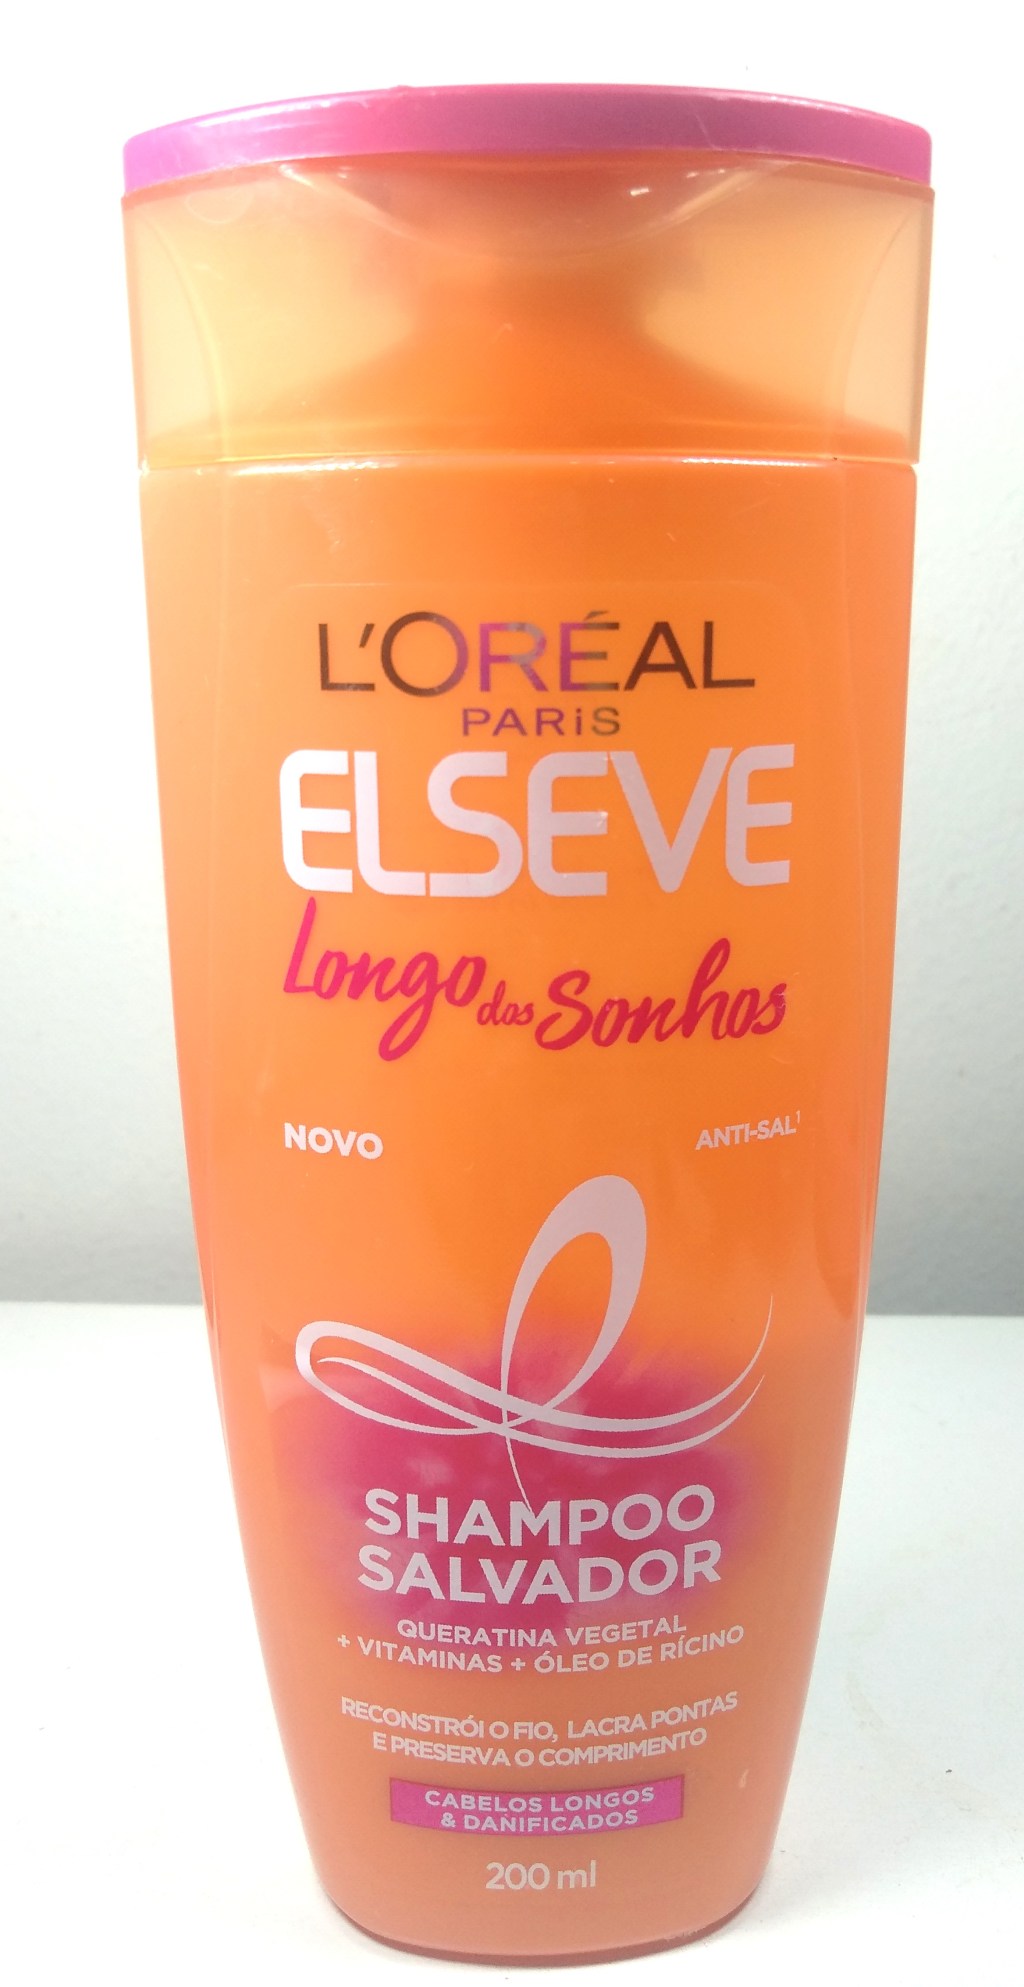 L'ORÉAL
PARiS
ELSEVE
Longo dos Sonhos
NOVO
ANTI-SAL¹
SHAMPOO
SALVADOR
QUERATINA VEGETAL
+ VITAMINAS + ÓLEO DE RÍCINO
RECONSTRÓI O FIO, LACRA PONTAS
E PRESERVA O COMPRIMENTO
CABELOS LONGOS
& DANIFICADOS
200 ml